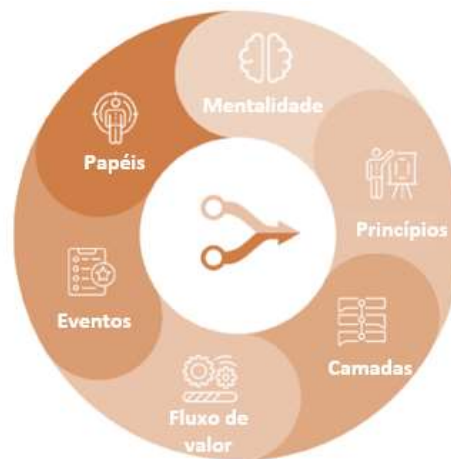 Mentalidade
Princípios
Camadas
Fluxo de
valor
Eventos
Papéis